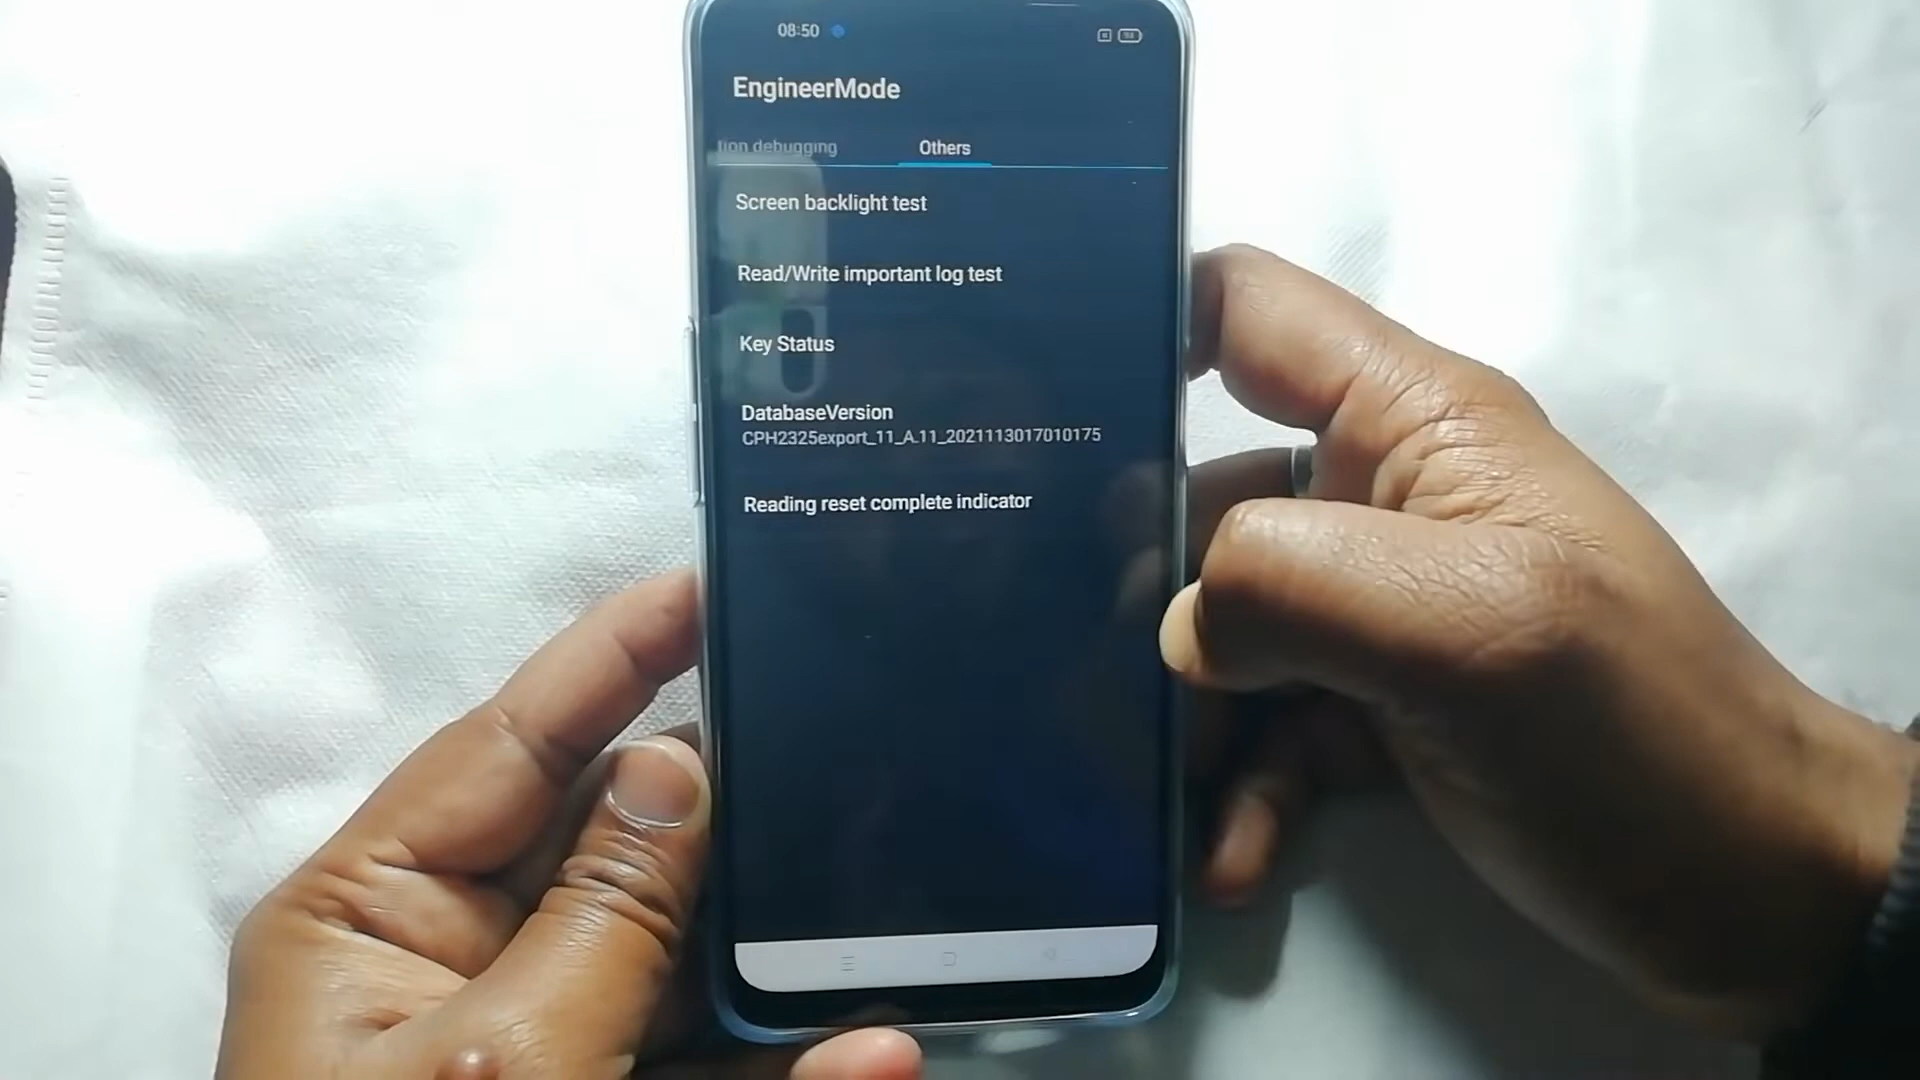 08:50
EngineerMode
tion debugging Others
Screen backlight test
Read/Write important log test
Key Status
DatabaseVersion
CPH2325export_11_A.11_2021113017010175
Reading reset complete indicator